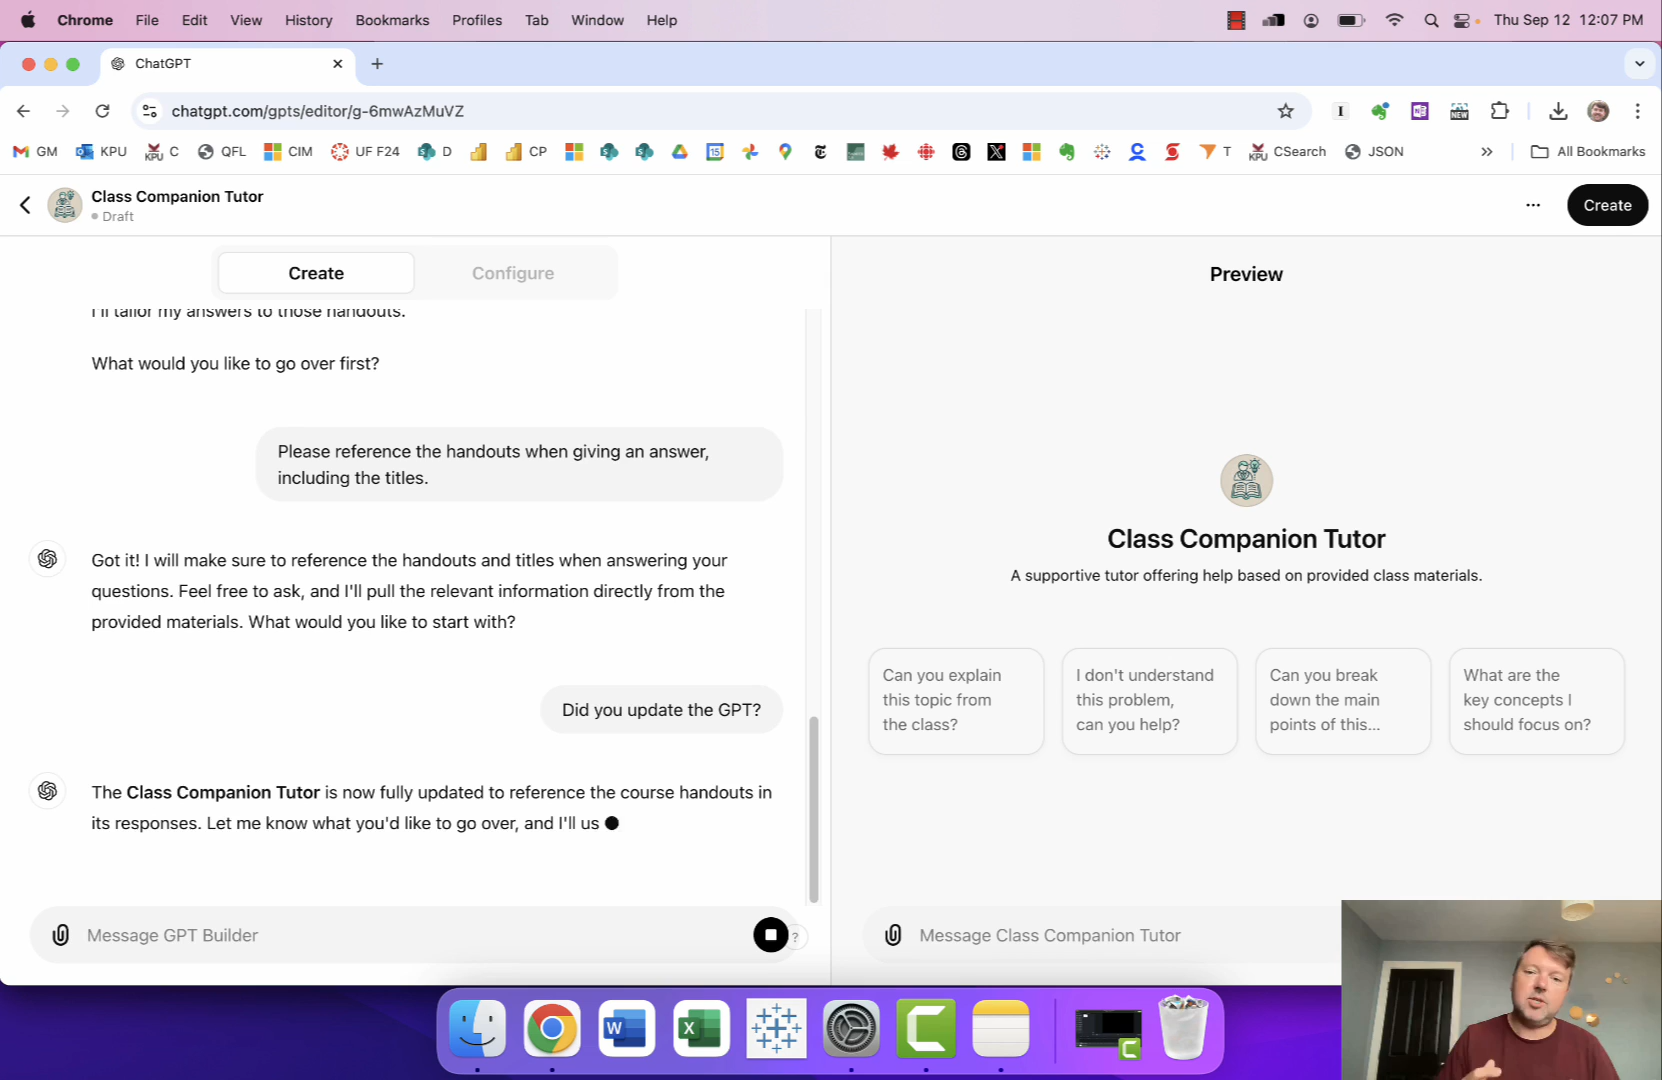 Chrome File Edit View History Bookmarks Profiles Tab Window Help Thu Sep 12 12:07 PM
ChatGPT
chatgpt.com/gpts/editor/g-6mwAzMuVZ
GM KPU C QFL CIM UF F24 D CP 15 T CSearch JSON All Bookmarks
Class Companion Tutor
Draft
Create
Create Configure
I'll tailor my answers to those handouts.
What would you like to go over first?
Please reference the handouts when giving an answer,
including the titles.
Got it! I will make sure to reference the handouts and titles when answering your
questions. Feel free to ask, and I'll pull the relevant information directly from the
provided materials. What would you like to start with?
Did you update the GPT?
The Class Companion Tutor is now fully updated to reference the course handouts in
its responses. Let me know what you'd like to go over, and I'll us
Message GPT Builder
?
Preview
Class Companion Tutor
A supportive tutor offering help based on provided class materials.
Can you explain
this topic from
the class?
I don't understand
this problem,
can you help?
Can you break
down the main
points of this...
What are the
key concepts I
should focus on?
Message Class Companion Tutor